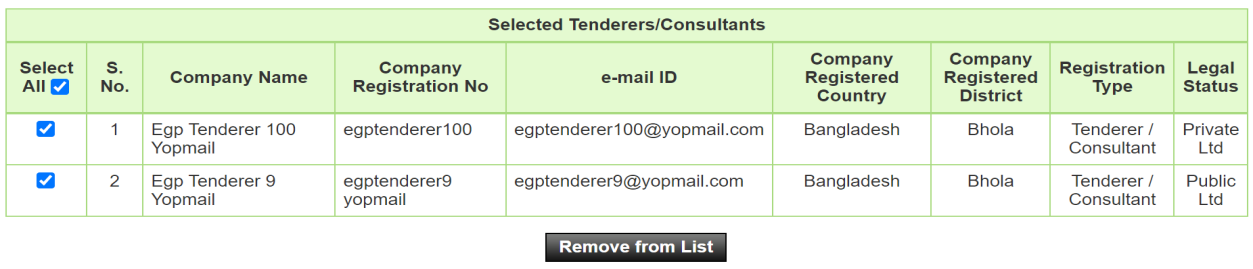 Selected Tenderers/Consultants
Select All S. No. Company Name Company Registration No e-mail ID Company Registered Country Company Registered District Registration Type Legal Status
1 Egp Tenderer 100 Yopmail egptenderer100 egptenderer100@yopmail.com Bangladesh Bhola Tenderer / Consultant Private Ltd
2 Egp Tenderer 9 Yopmail egptenderer9 yopmail egptenderer9@yopmail.com Bangladesh Bhola Tenderer / Consultant Public Ltd
Remove from List